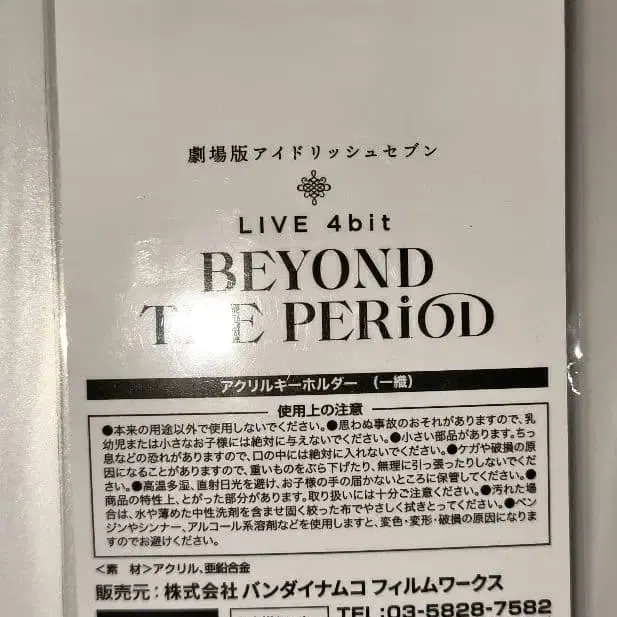 劇場版アイドリッシュセブン
LIVE 4bit
BEYOND
THE PERiOD
アクリルキーホルダー （一織）
使用上の注意
●本来の用途以外で使用しないでください。●思わぬ事故のおそれがありますので、乳
幼児または小さなお子様には絶対に与えないでください。●小さい部品があります。ちっ
息などの恐れがありますので、口の中には絶対に入れないでください。●ケガや破損の原
因になることがありますので、重いものをぶら下げたり、無理に引っ張ったりしないでくだ
さい。●高温多湿、直射日光を避け、お子様の手の届かないところに保管してください。●
商品の特性上、とがった部分があります。取り扱いには十分ご注意ください。●汚れた場
合は、水や薄めた中性洗剤を含ませ固く絞った布でやさしく拭きとってください。●ベン
ジンやシンナー、アルコール系溶剤などを使用しますと、変色・変形・破損の原因になりま
すのでお避けください。
＜素 材＞アクリル、亜鉛合金
販売元：株式会社 バンダイナムコ フィルムワークス
TEL：03-5828-7582